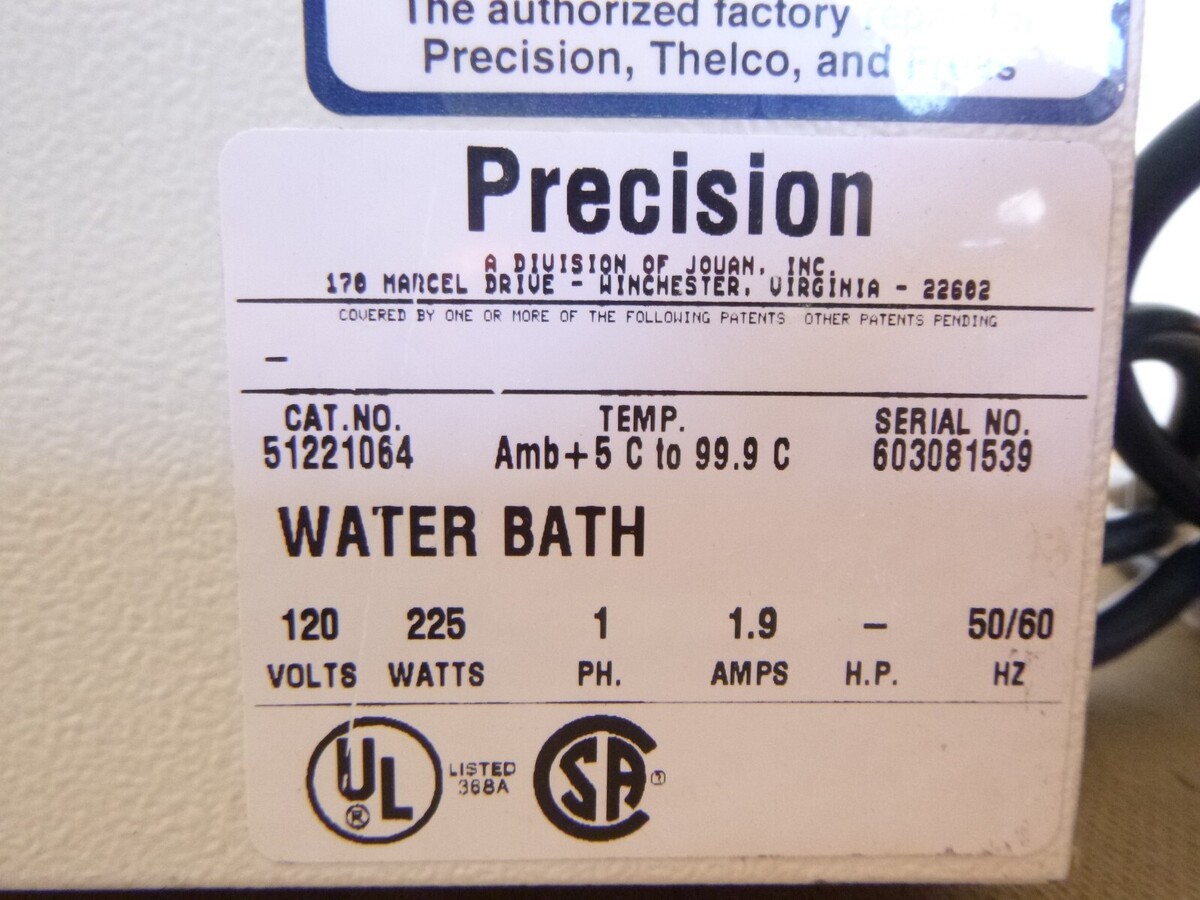 The authorized factory
Precision, Thelco, and
Precision
A DIVISION OF JOUAN, INC.
170 MARCEL DRIVE - WINCHESTER, VIRGINIA - 22602
COVERED BY ONE OR MORE OF THE FOLLOWING PATENTS OTHER PATENTS PENDING
-
CAT.NO. TEMP. SERIAL NO.
51221064 Amb+5 C to 99.9 C 603081539
WATER BATH
120 225 1 1.9 - 50/60
VOLTS WATTS PH. AMPS H.P. HZ
UL ® LISTED 368A SA ®